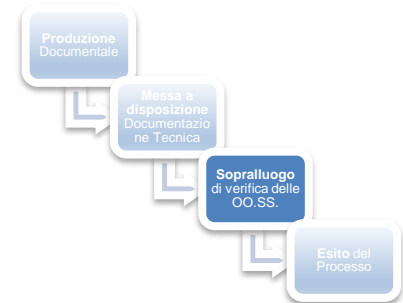 Produzione
Documentale
Messa a
disposizione
Documentazio
ne Tecnica
Sopralluogo
di verifica delle
OO.SS.
Esito del
Processo